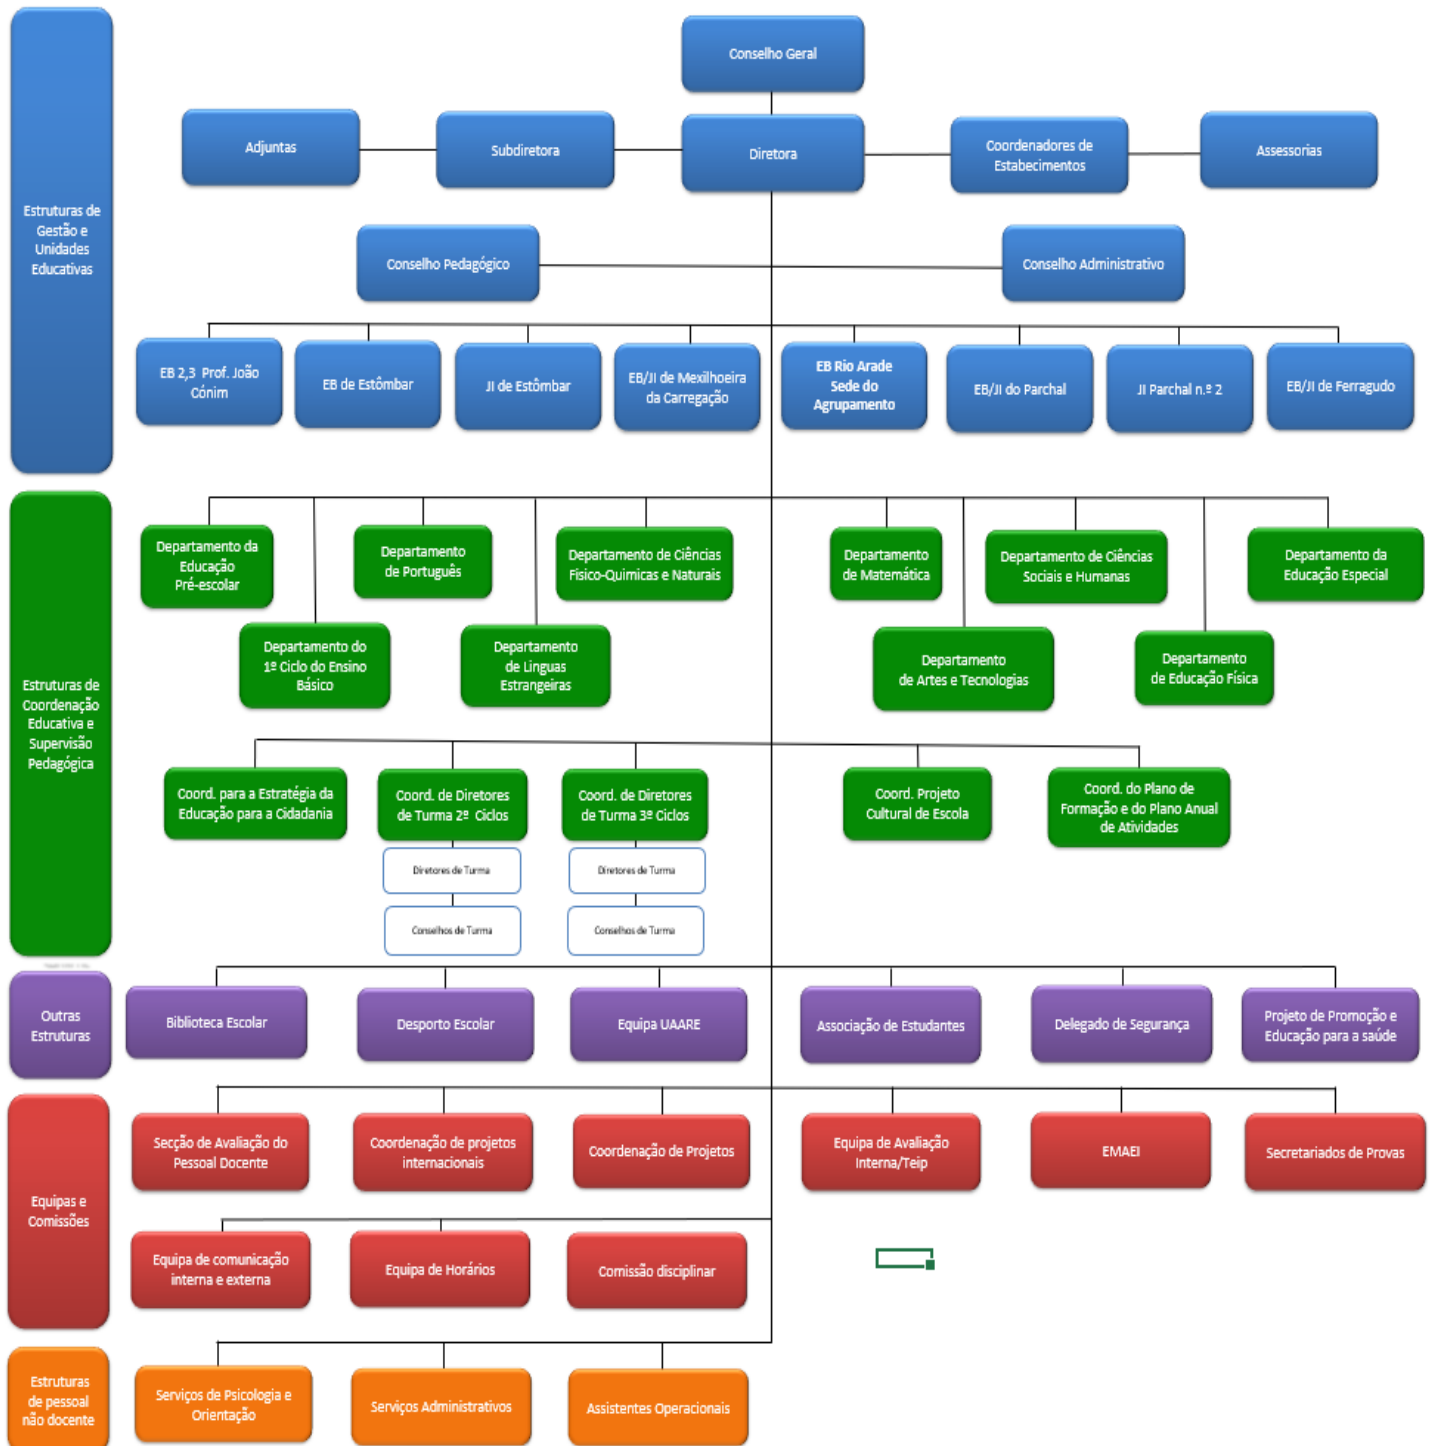 Conselho Geral
Adjuntas
Subdiretora
Diretora
Coordenadores de
Estabecimentos
Assessorias
Estruturas de
Gestão e
Unidades
Educativas
Conselho Pedagógico
Conselho Administrativo
EB 2,3 Prof. João
Cónim
EB de Estômbar
JI de Estômbar
EB/JI de Mexilhoeira
da Carregação
EB Rio Arade
Sede do
Agrupamento
EB/JI do Parchal
JI Parchal n.º 2
EB/JI de Ferragudo
Departamento da
Educação
Pré-escolar
Departamento
de Português
Departamento de Ciências
Físico-Quimicas e Naturais
Departamento
de Matemática
Departamento de Ciências
Sociais e Humanas
Departamento da
Educação Especial
Departamento do
1º Ciclo do Ensino
Básico
Departamento
de Linguas
Estrangeiras
Departamento
de Artes e Tecnologias
Departamento
de Educação Física
Estruturas de
Coordenação
Educativa e
Supervisão
Pedagógica
Coord. para a Estratégia da
Educação para a Cidadania
Coord. de Diretores
de Turma 2º Ciclos
Coord. de Diretores
de Turma 3º Ciclos
Coord. Projeto
Cultural de Escola
Coord. do Plano de
Formação e do Plano Anual
de Atividades
Diretores de Turma
Diretores de Turma
Conselhos de Turma
Conselhos de Turma
Outras
Estruturas
Biblioteca Escolar
Desporto Escolar
Equipa UAARE
Associação de Estudantes
Delegado de Segurança
Projeto de Promoção e
Educação para a saúde
Equipas e
Comissões
Secção de Avaliação do
Pessoal Docente
Coordenação de projetos
internacionais
Coordenação de Projetos
Equipa de Avaliação
Interna/Teip
EMAEI
Secretariados de Provas
Equipa de comunicação
interna e externa
Equipa de Horários
Comissão disciplinar
Estruturas
de pessoal
não docente
Serviços de Psicologia e
Orientação
Serviços Administrativos
Assistentes Operacionais